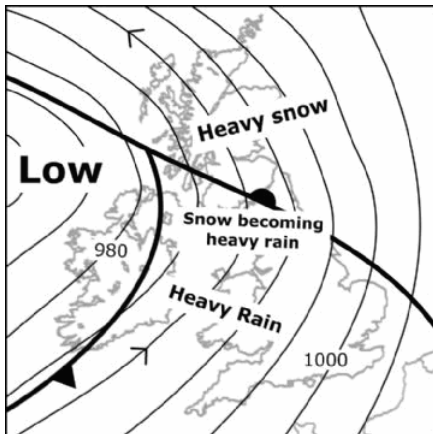 Heavy snow
Low
Snow becoming
heavy rain
980
Heavy Rain
1000